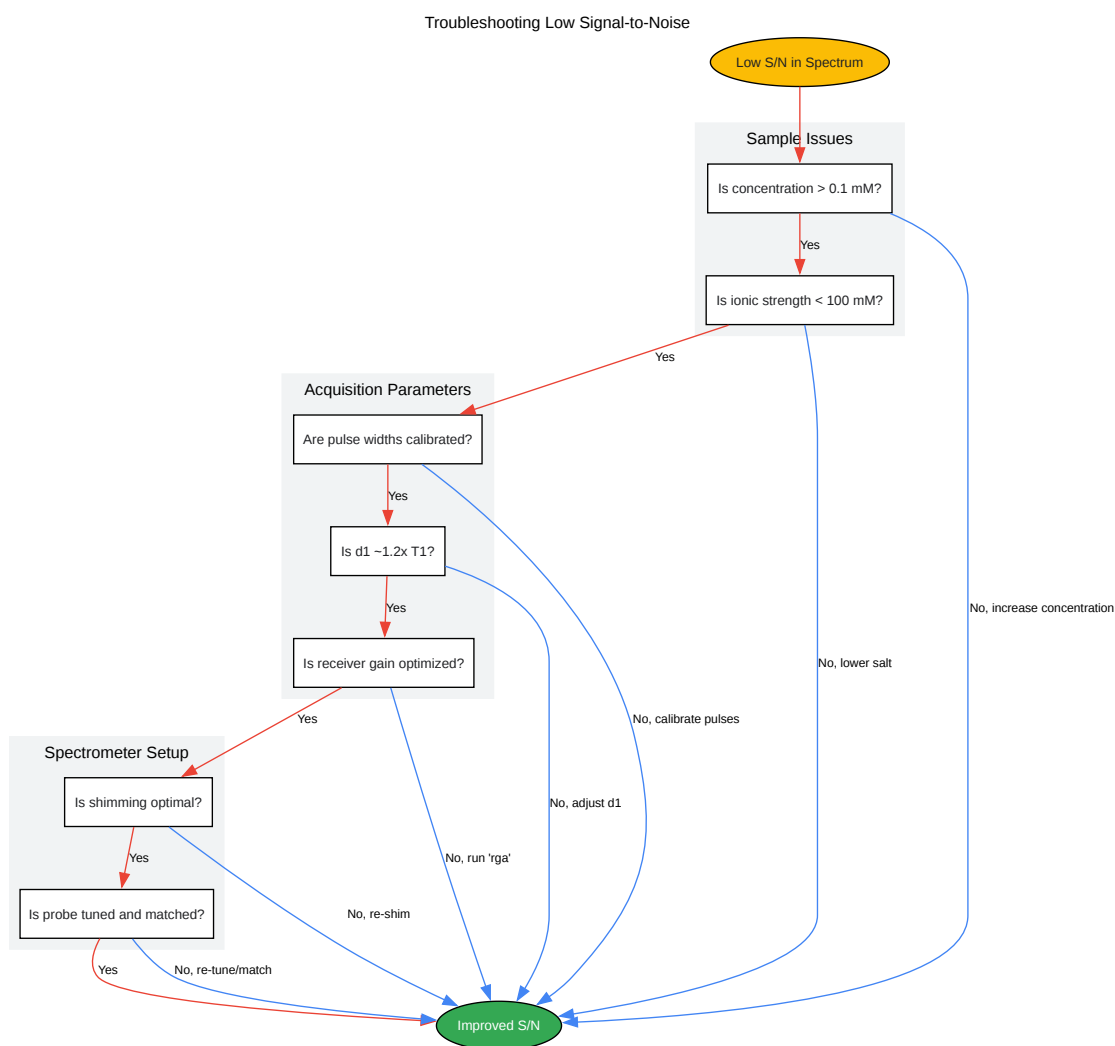 Troubleshooting Low Signal-to-Noise
Low S/N in Spectrum
Sample Issues
Is concentration > 0.1 mM?
Yes
Is ionic strength < 100 mM?
Yes
Acquisition Parameters
Are pulse widths calibrated?
Yes
Is d1 ~1.2x T1?
Yes
No, increase concentration
Is receiver gain optimized?
No, lower salt
Yes
No, calibrate pulses
Spectrometer Setup
Is shimming optimal?
No, adjust d1
Yes
No, run 'rga'
Is probe tuned and matched?
No, re-shim
Yes
No, re-tune/match
Improved S/N